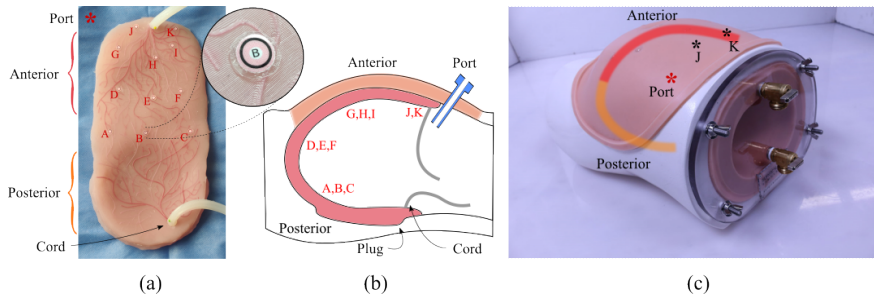 Port *
Anterior
Posterior
Cord
J K
G I
H
D E F
A B C
B
(a)
Anterior
Port
G,H,I J,K
D,E,F
A,B,C
Posterior
Plug
Cord
(b)
Anterior
* K
* J
*
Port
Posterior
(c)